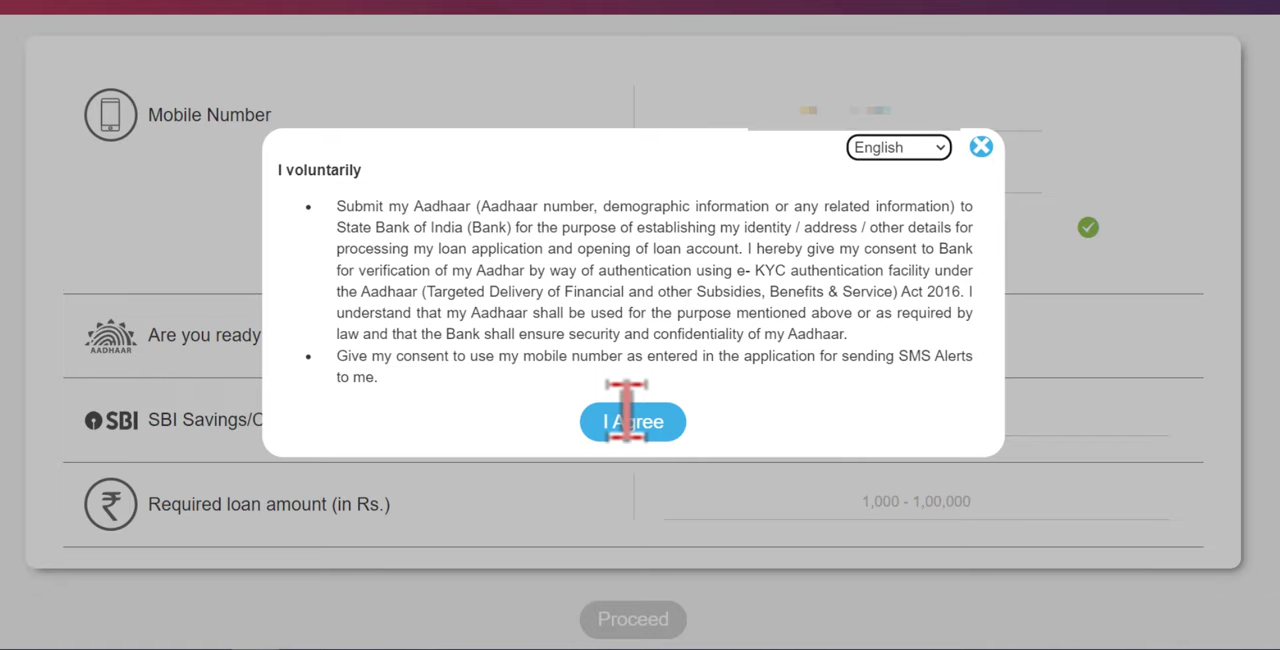 Mobile Number
English
I voluntarily
• Submit my Aadhaar (Aadhaar number, demographic information or any related information) to
State Bank of India (Bank) for the purpose of establishing my identity / address / other details for
processing my loan application and opening of loan account. I hereby give my consent to Bank
for verification of my Aadhar by way of authentication using e- KYC authentication facility under
the Aadhaar (Targeted Delivery of Financial and other Subsidies, Benefits & Service) Act 2016. I
understand that my Aadhaar shall be used for the purpose mentioned above or as required by
law and that the Bank shall ensure security and confidentiality of my Aadhaar.
• Give my consent to use my mobile number as entered in the application for sending SMS Alerts
to me.
I Agree
AADHAAR
Are you ready
SBI SBI Savings/C
₹ Required loan amount (in Rs.)
1,000 - 1,00,000
Proceed